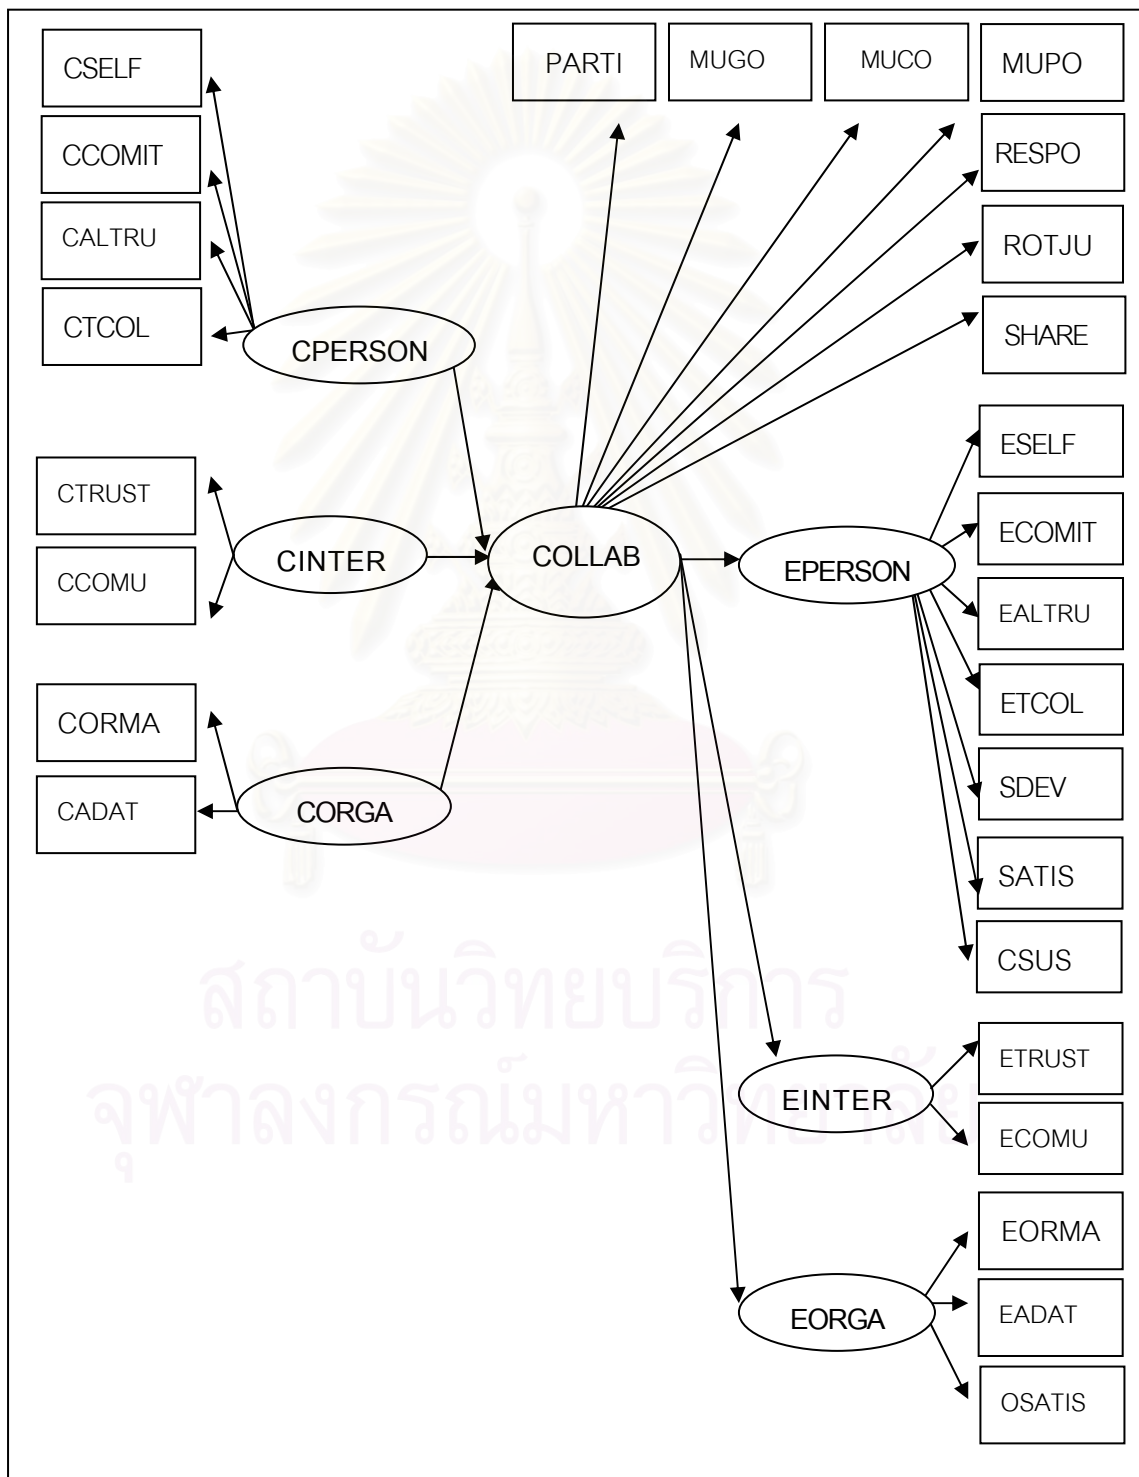 CSELF
CCOMIT
CALTRU
CTCOL
CPERSON
PARTI
MUGO
MUCO
MUPO
RESPO
ROTJU
SHARE
CTRUST
CCOMU
CINTER
COLLAB
CORMA
CADAT
CORGA
EPERSON
ESELF
ECOMIT
EALTRU
ETCOL
SDEV
SATIS
CSUS
EINTER
ETRUST
ECOMU
EORGA
EORMA
EADAT
OSATIS
สถาบันวิทยบริการ
จุฬาลงกรณ์มหาวิทยาลัย